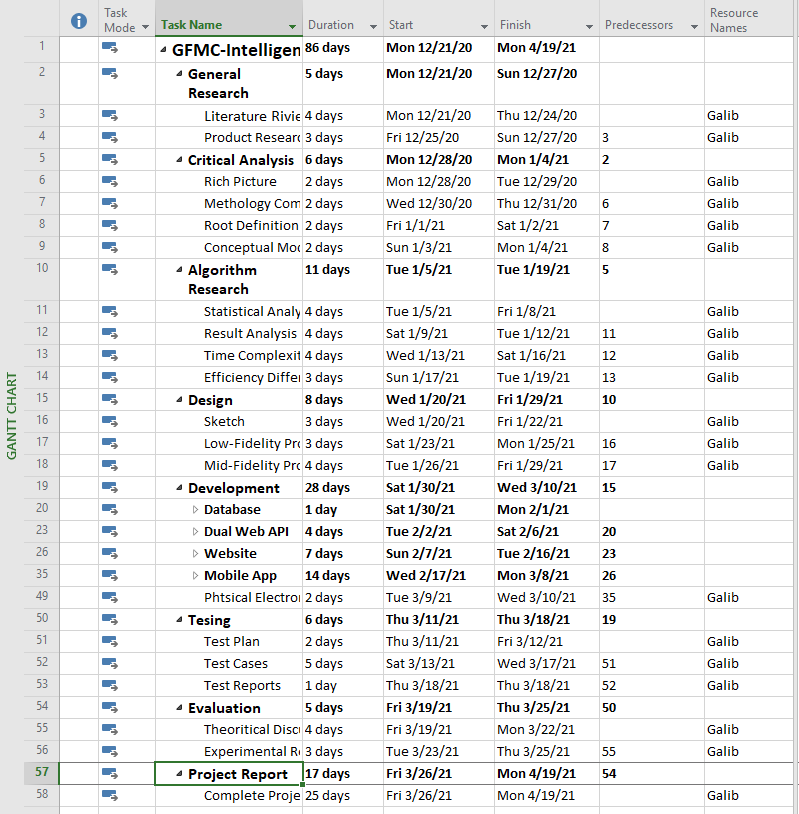 Task Mode Task Name Duration Start Finish Predecessors Resource Names
1 GFMC-Intelligen 86 days Mon 12/21/20 Mon 4/19/21
2 General Research 5 days Mon 12/21/20 Sun 12/27/20
3 Literature Rivie 4 days Mon 12/21/20 Thu 12/24/20 Galib
4 Product Researc 3 days Fri 12/25/20 Sun 12/27/20 3 Galib
5 Critical Analysis 6 days Mon 12/28/20 Mon 1/4/21 2
6 Rich Picture 2 days Mon 12/28/20 Tue 12/29/20 Galib
7 Methology Com 2 days Wed 12/30/20 Thu 12/31/20 6 Galib
8 Root Definition 2 days Fri 1/1/21 Sat 1/2/21 7 Galib
9 Conceptual Moc 2 days Sun 1/3/21 Mon 1/4/21 8 Galib
10 Algorithm Research 11 days Tue 1/5/21 Tue 1/19/21 5
11 Statistical Analy 4 days Tue 1/5/21 Fri 1/8/21 Galib
12 Result Analysis 4 days Sat 1/9/21 Tue 1/12/21 11 Galib
13 Time Complexit 4 days Wed 1/13/21 Sat 1/16/21 12 Galib
14 Efficiency Differ 3 days Sun 1/17/21 Tue 1/19/21 13 Galib
15 Design 8 days Wed 1/20/21 Fri 1/29/21 10
16 Sketch 3 days Wed 1/20/21 Fri 1/22/21 Galib
17 Low-Fidelity Pro 3 days Sat 1/23/21 Mon 1/25/21 16 Galib
18 Mid-Fidelity Pro 4 days Tue 1/26/21 Fri 1/29/21 17 Galib
19 Development 28 days Sat 1/30/21 Wed 3/10/21 15
20 Database 1 day Sat 1/30/21 Mon 2/1/21
23 Dual Web API 4 days Tue 2/2/21 Sat 2/6/21 20
26 Website 7 days Sun 2/7/21 Tue 2/16/21 23
35 Mobile App 14 days Wed 2/17/21 Mon 3/8/21 26
49 Phtsical Electror 2 days Tue 3/9/21 Wed 3/10/21 35 Galib
50 Tesing 6 days Thu 3/11/21 Thu 3/18/21 19
51 Test Plan 2 days Thu 3/11/21 Fri 3/12/21 Galib
52 Test Cases 5 days Sat 3/13/21 Wed 3/17/21 51 Galib
53 Test Reports 1 day Thu 3/18/21 Thu 3/18/21 52 Galib
54 Evaluation 5 days Fri 3/19/21 Thu 3/25/21 50
55 Theoritical Disc 4 days Fri 3/19/21 Mon 3/22/21 Galib
56 Experimental Re 3 days Tue 3/23/21 Thu 3/25/21 55 Galib
57 Project Report 17 days Fri 3/26/21 Mon 4/19/21 54
58 Complete Proje 25 days Fri 3/26/21 Mon 4/19/21 Galib
GANTT CHART